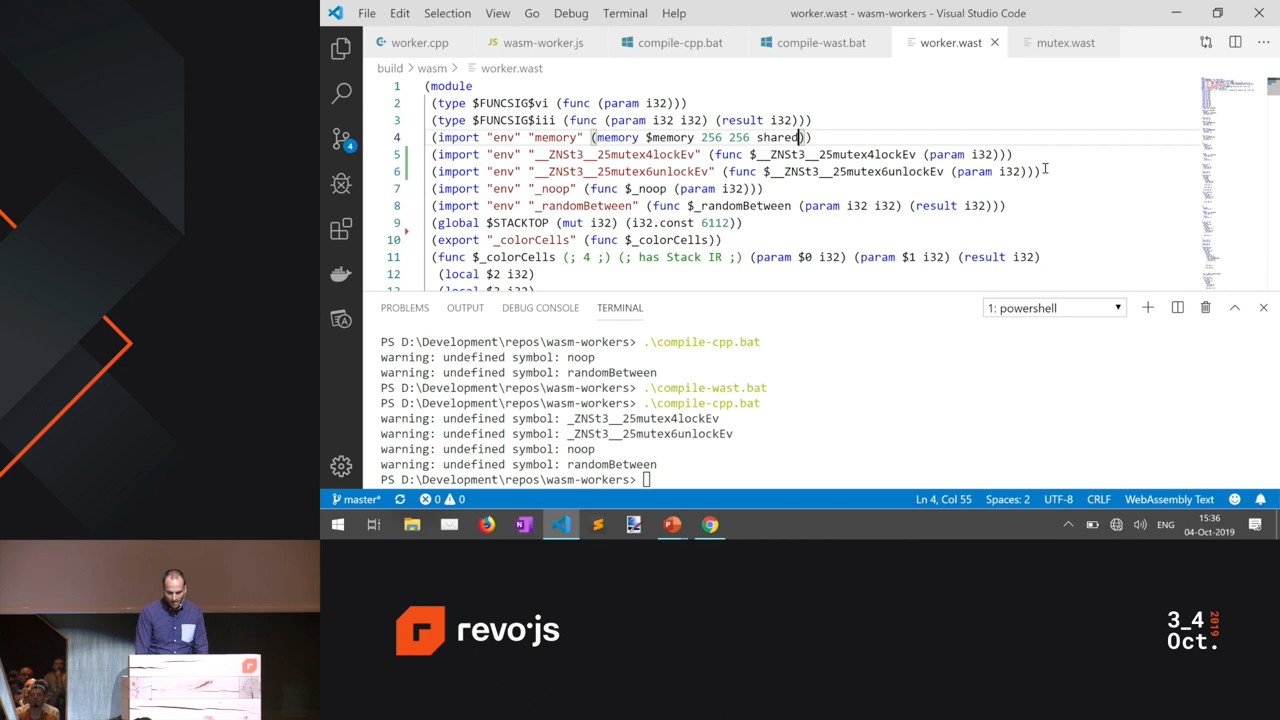 File Edit Selection View Go Debug Terminal Help
worker.wast - wasm-workers - Visual Studio Code
worker.cpp
JS wasm-worker.js
compile-cpp.bat
compile-wast.bat
worker.wast
mutex.wast
build > wasm > worker.wast
1 (module
2 (type $FUNCSIG$vi (func (param i32)))
3 (type $FUNCSIG$iii (func (param i32 i32) (result i32)))
4 (import "env" "memory" (memory $memory 256 256 shared))
5 (import "env" "__ZNSt3__25mutex4lockEv" (func $__ZNSt3__25mutex4lockEv (param i32)))
6 (import "env" "__ZNSt3__25mutex6unlockEv" (func $__ZNSt3__25mutex6unlockEv (param i32)))
7 (import "env" "_noop" (func $_noop (param i32)))
8 (import "env" "_randomBetween" (func $_randomBetween (param i32 i32) (result i32)))
9 (global $STACKTOP (mut i32) (i32.const 6112))
10 (export "_colorCells" (func $_colorCells))
11 (func $_colorCells (; 4 ;) (; has Stack IR ;) (param $0 i32) (param $1 i32) (result i32)
12 (local $2 i32)
4
PROBLEMS OUTPUT DEBUG CONSOLE TERMINAL
1: powershell
PS D:\Development\repos\wasm-workers> .\compile-cpp.bat
warning: undefined symbol: noop
warning: undefined symbol: randomBetween
PS D:\Development\repos\wasm-workers> .\compile-wast.bat
PS D:\Development\repos\wasm-workers> .\compile-cpp.bat
warning: undefined symbol: _ZNSt3__25mutex4lockEv
warning: undefined symbol: _ZNSt3__25mutex6unlockEv
warning: undefined symbol: noop
warning: undefined symbol: randomBetween
PS D:\Development\repos\wasm-workers>
master* 0 0
Ln 4, Col 55 Spaces: 2 UTF-8 CRLF WebAssembly Text
ENG
15:36
04-Oct-2019
revo·js
3_4
Oct.
2019